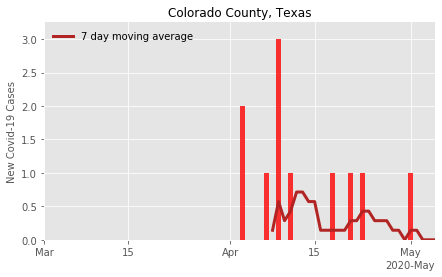 Colorado County, Texas
7 day moving average
New Covid-19 Cases
3.0
2.5
2.0
1.5
1.0
0.5
0.0
Mar 15 Apr 15 May
2020-May